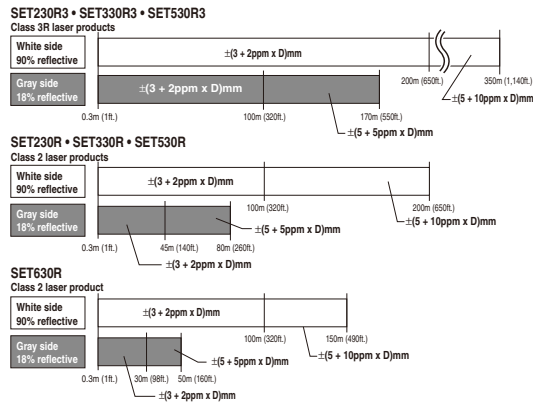 SET230R3 • SET330R3 • SET530R3
Class 3R laser products
White side
90% reflective
±(3 + 2ppm x D)mm
200m (650ft.)
350m (1,140ft.)
±(5 + 10ppm x D)mm
Gray side
18% reflective
±(3 + 2ppm x D)mm
0.3m (1ft.)
100m (320ft.)
170m (550ft.)
±(5 + 5ppm x D)mm
SET230R • SET330R • SET530R
Class 2 laser products
White side
90% reflective
±(3 + 2ppm x D)mm
100m (320ft.)
200m (650ft.)
±(5 + 10ppm x D)mm
Gray side
18% reflective
±(5 + 5ppm x D)mm
0.3m (1ft.)
45m (140ft.)
80m (260ft.)
±(3 + 2ppm x D)mm
SET630R
Class 2 laser product
White side
90% reflective
±(3 + 2ppm x D)mm
100m (320ft.)
150m (490ft.)
±(5 + 10ppm x D)mm
Gray side
18% reflective
±(5 + 5ppm x D)mm
0.3m (1ft.)
30m (98ft.)
50m (160ft.)
±(3 + 2ppm x D)mm